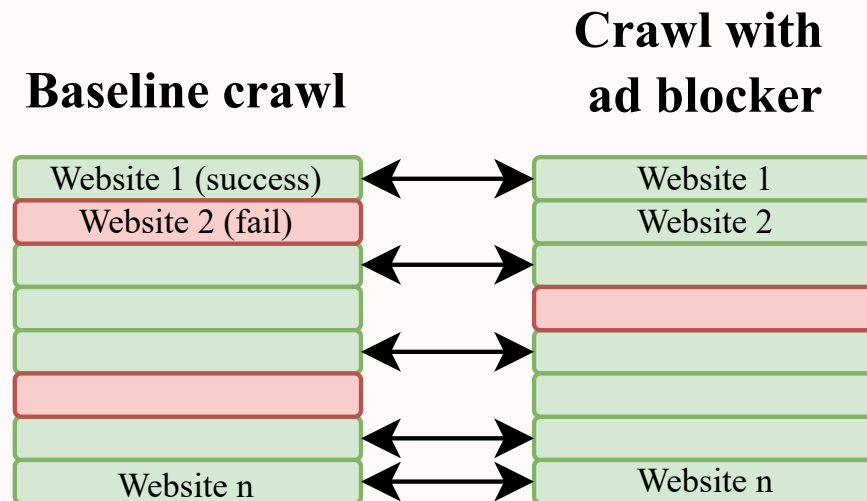 Baseline crawl
Crawl with
ad blocker
Website 1 (success)
Website 1
Website 2 (fail)
Website 2
Website n
Website n